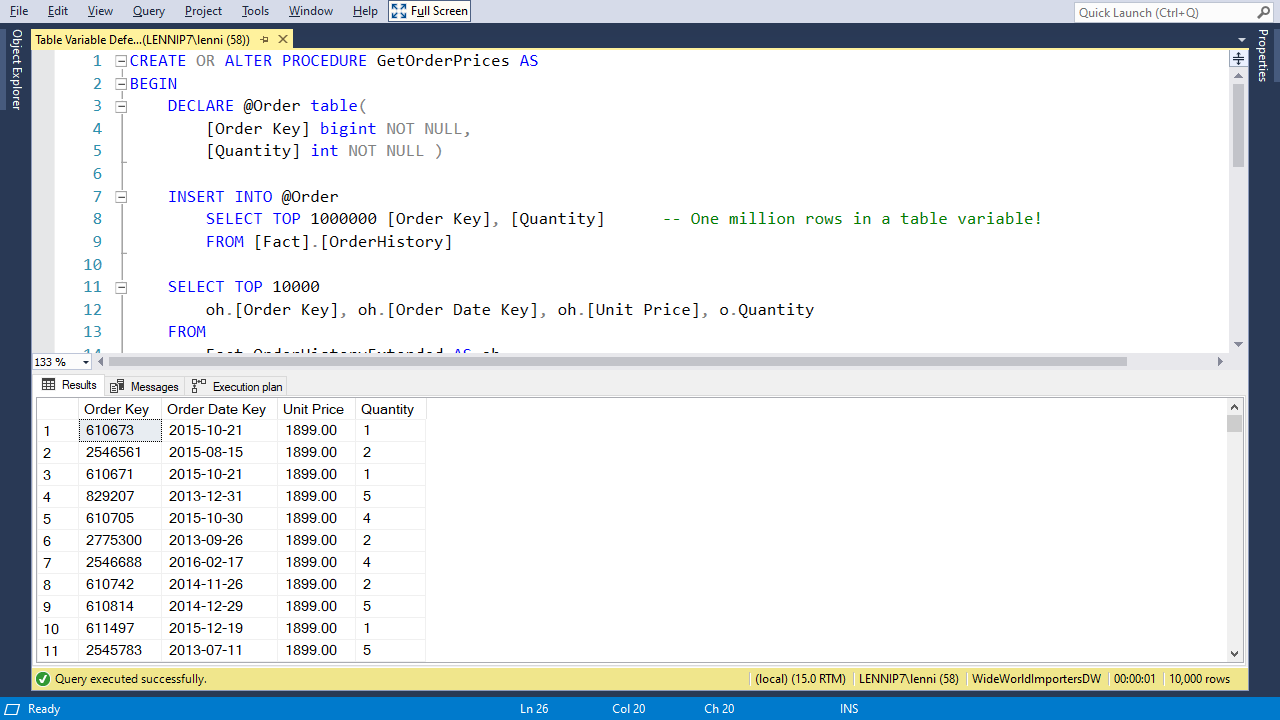 File Edit View Query Project Tools Window Help Full Screen
Quick Launch (Ctrl+Q)
Object Explorer
Table Variable Defe...(LENNIP7\lenni (58))
Properties
1 CREATE OR ALTER PROCEDURE GetOrderPrices AS
2 BEGIN
3 DECLARE @Order table(
4 [Order Key] bigint NOT NULL,
5 [Quantity] int NOT NULL )
6
7 INSERT INTO @Order
8 SELECT TOP 1000000 [Order Key], [Quantity] -- One million rows in a table variable!
9 FROM [Fact].[OrderHistory]
10
11 SELECT TOP 10000
12 oh.[Order Key], oh.[Order Date Key], oh.[Unit Price], o.Quantity
13 FROM
14 Fact.OrderHistoryExtended AS oh
133 %
Results Messages Execution plan
Order Key Order Date Key Unit Price Quantity
1 610673 2015-10-21 1899.00 1
2 2546561 2015-08-15 1899.00 2
3 610671 2015-10-21 1899.00 1
4 829207 2013-12-31 1899.00 5
5 610705 2015-10-30 1899.00 4
6 2775300 2013-09-26 1899.00 2
7 2546688 2016-02-17 1899.00 4
8 610742 2014-11-26 1899.00 2
9 610814 2014-12-29 1899.00 5
10 611497 2015-12-19 1899.00 1
11 2545783 2013-07-11 1899.00 5
Query executed successfully. (local) (15.0 RTM) LENNIP7\lenni (58) WideWorldImportersDW 00:00:01 10,000 rows
Ready Ln 26 Col 20 Ch 20 INS